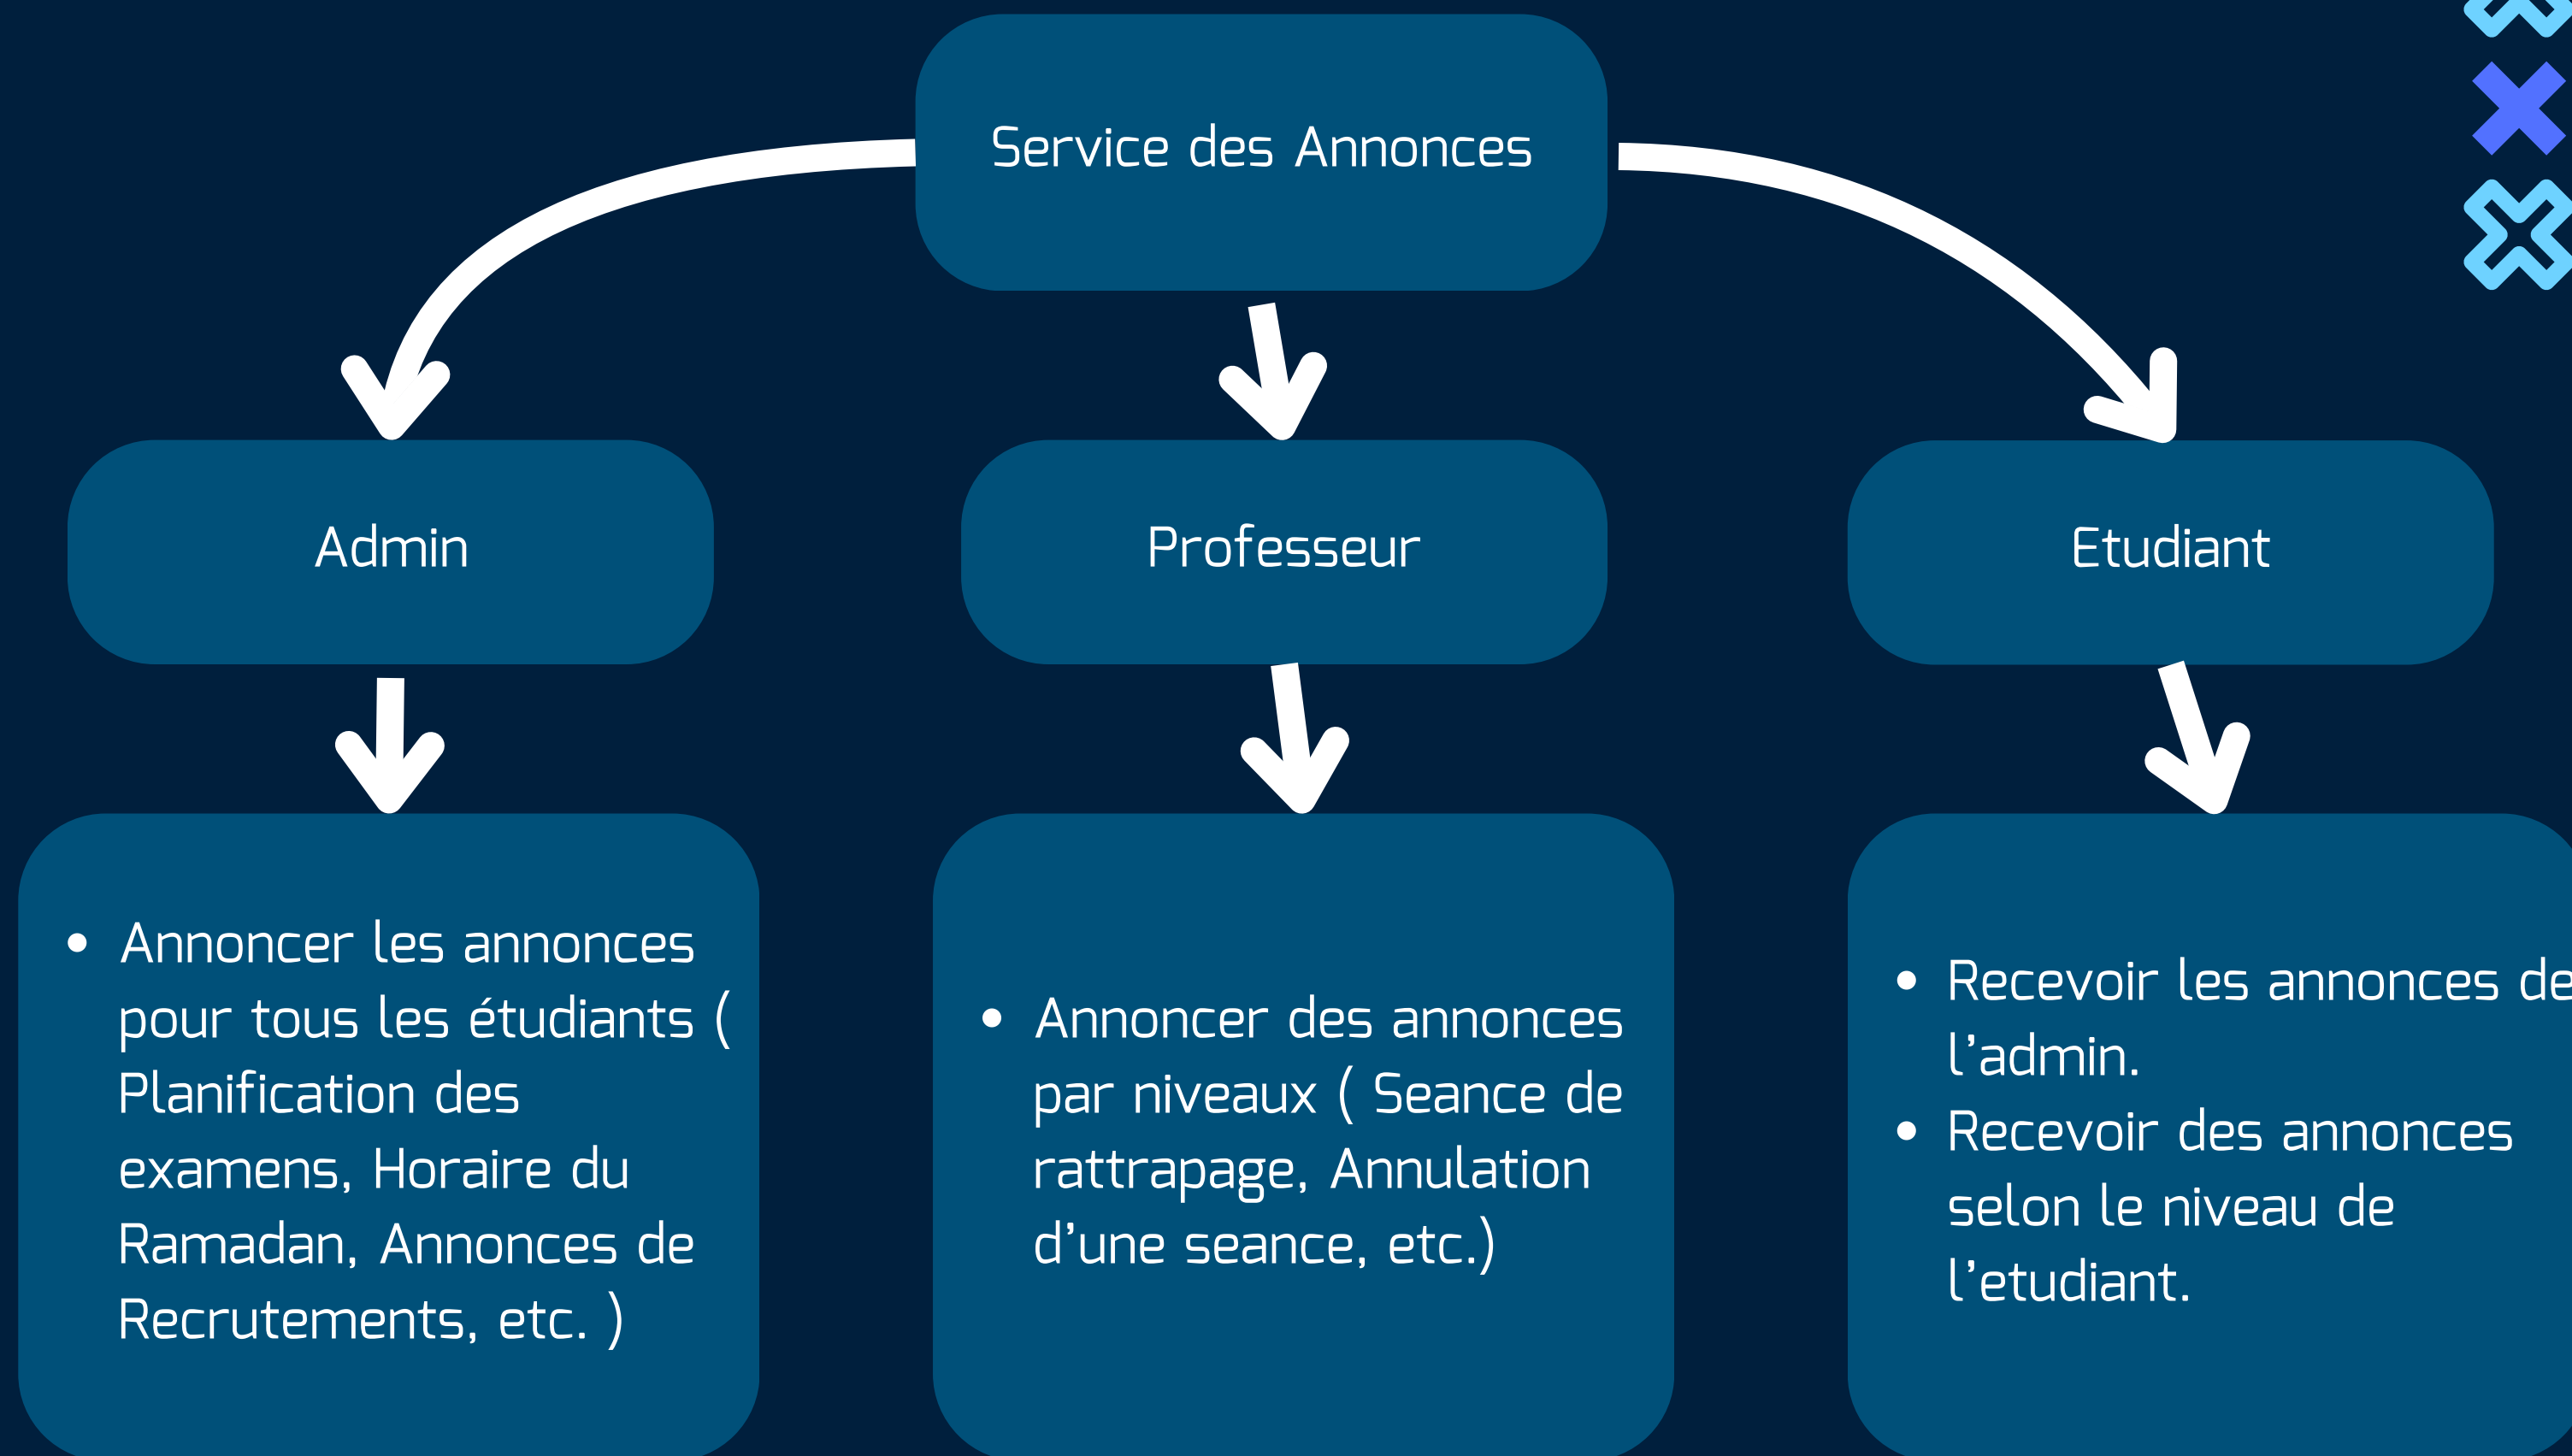 Service des Annonces
Admin
Professeur
Etudiant
• Annoncer les annonces
pour tous les étudiants (
Planification des
examens, Horaire du
Ramadan, Annonces de
Recrutements, etc. )
• Annoncer des annonces
par niveaux ( Seance de
rattrapage, Annulation
d’une seance, etc.)
• Recevoir les annonces de
l’admin.
• Recevoir des annonces
selon le niveau de
l’etudiant.